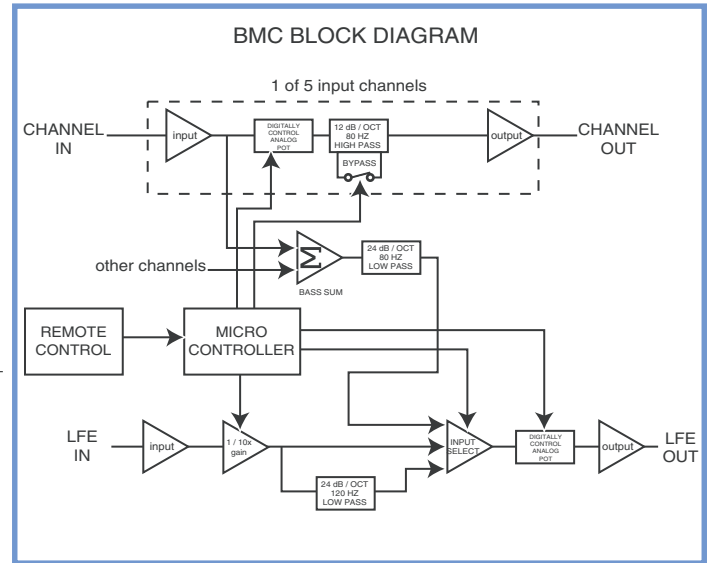 BMC BLOCK DIAGRAM
1 of 5 input channels
CHANNEL
IN
input
DIGITALLY
CONTROL
ANALOG
POT
12 dB / OCT
80 HZ
HIGH PASS
BYPASS
output
CHANNEL
OUT
other channels
Σ
BASS SUM
24 dB / OCT
80 HZ
LOW PASS
REMOTE
CONTROL
MICRO
CONTROLLER
LFE
IN
input
1 / 10x
gain
24 dB / OCT
120 HZ
LOW PASS
INPUT
SELECT
DIGITALLY
CONTROL
ANALOG
POT
output
LFE
OUT